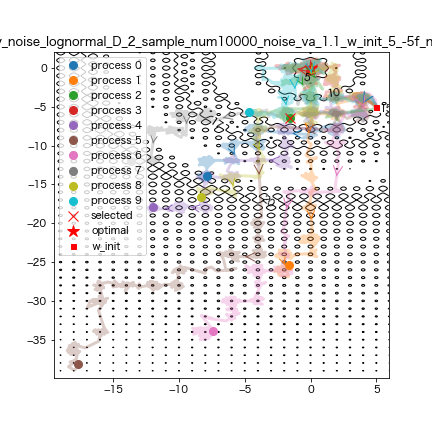 _noise_lognormal_D_2_sample_num10000_noise_va_1.1_w_init_5_-5f_n
process 0
process 1
process 2
process 3
process 4
process 5
process 6
process 7
process 8
process 9
selected
optimal
w_init
10
0
−5
−10
−15
−20
−25
−30
−35
−15
−10
−5
0
5